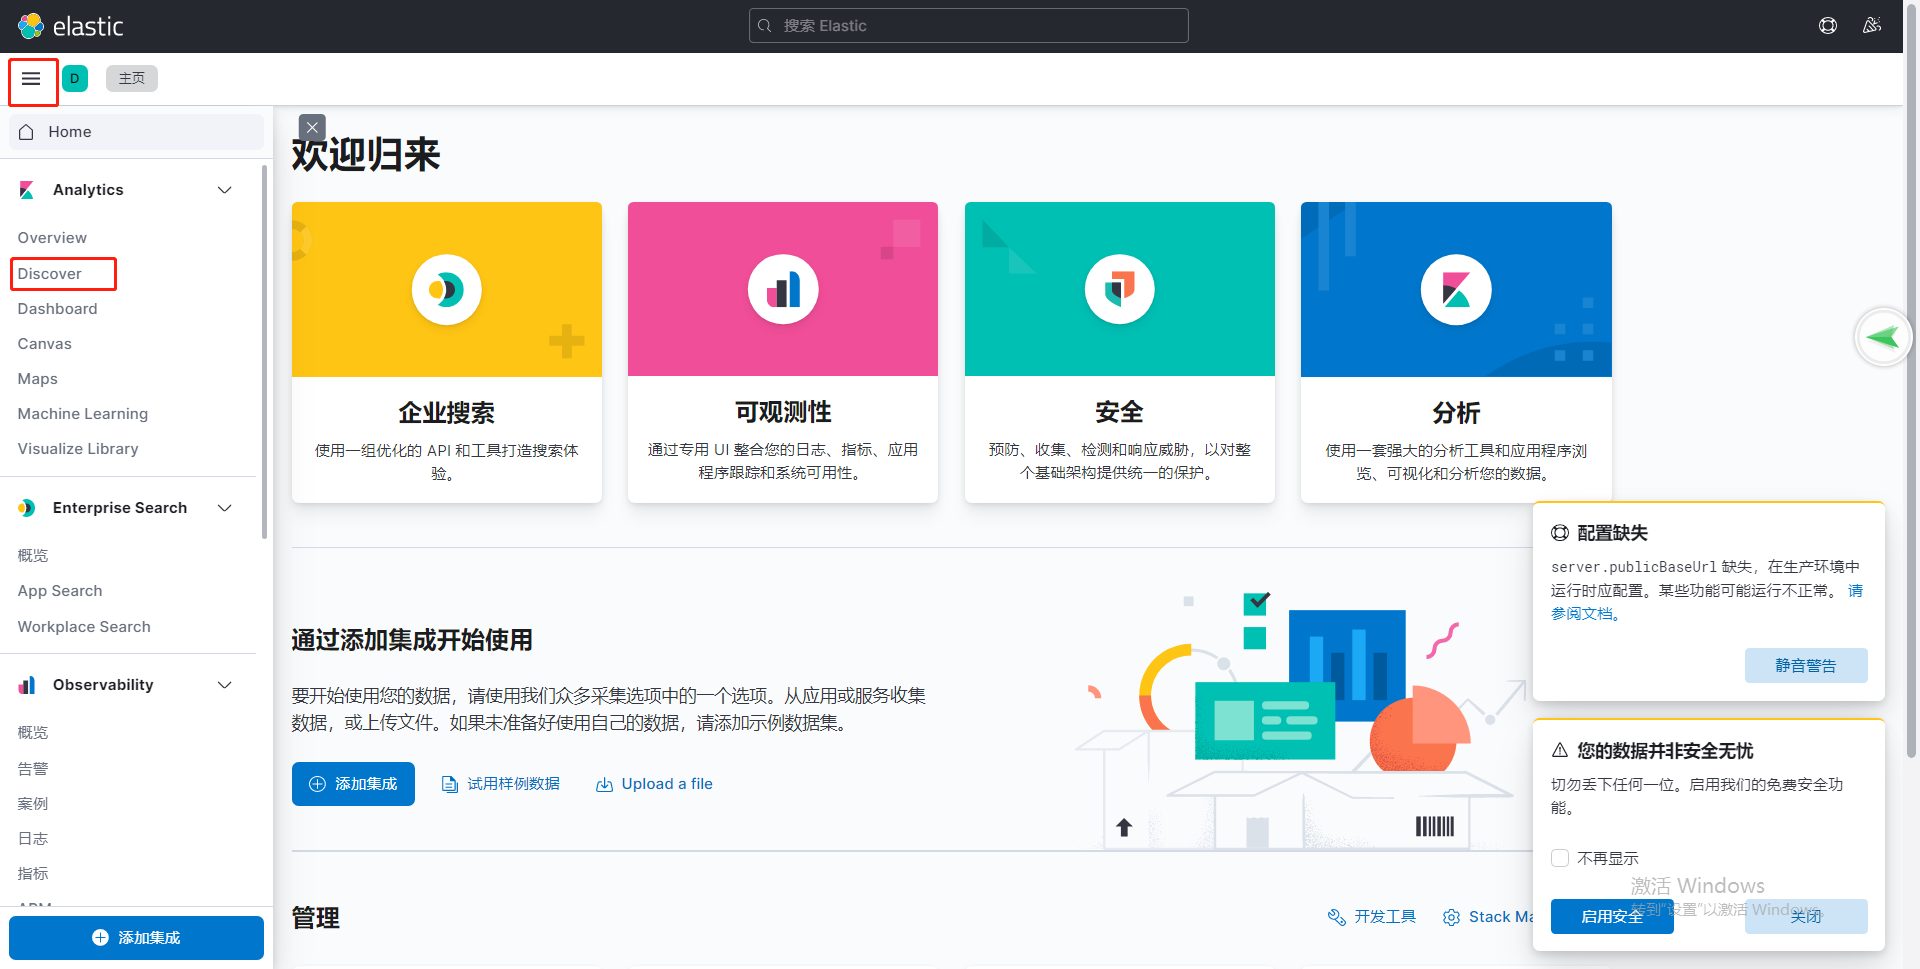 elastic
搜索 Elastic
D
主页
Home
Analytics
Overview
Discover
Dashboard
Canvas
Maps
Machine Learning
Visualize Library
Enterprise Search
概览
App Search
Workplace Search
Observability
概览
告警
案例
日志
指标
APM
添加集成
欢迎归来
企业搜索
使用一组优化的 API 和工具打造搜索体
验。
可观测性
通过专用 UI 整合您的日志、指标、应用
程序跟踪和系统可用性。
安全
预防、收集、检测和响应威胁，以对整
个基础架构提供统一的保护。
分析
使用一套强大的分析工具和应用程序浏
览、可视化和分析您的数据。
通过添加集成开始使用
要开始使用您的数据，请使用我们众多采集选项中的一个选项。从应用或服务收集
数据，或上传文件。如果未准备好使用自己的数据，请添加示例数据集。
添加集成
试用样例数据
Upload a file
管理
开发工具
Stack Ma
配置缺失
server.publicBaseUrl 缺失，在生产环境中
运行时应配置。某些功能可能运行不正常。 请
参阅文档。
静音警告
您的数据并非安全无忧
切勿丢下任何一位。启用我们的免费安全功
能。
不再显示
启用安全
关闭
激活 Windows
转到"设置"以激活 Windows。